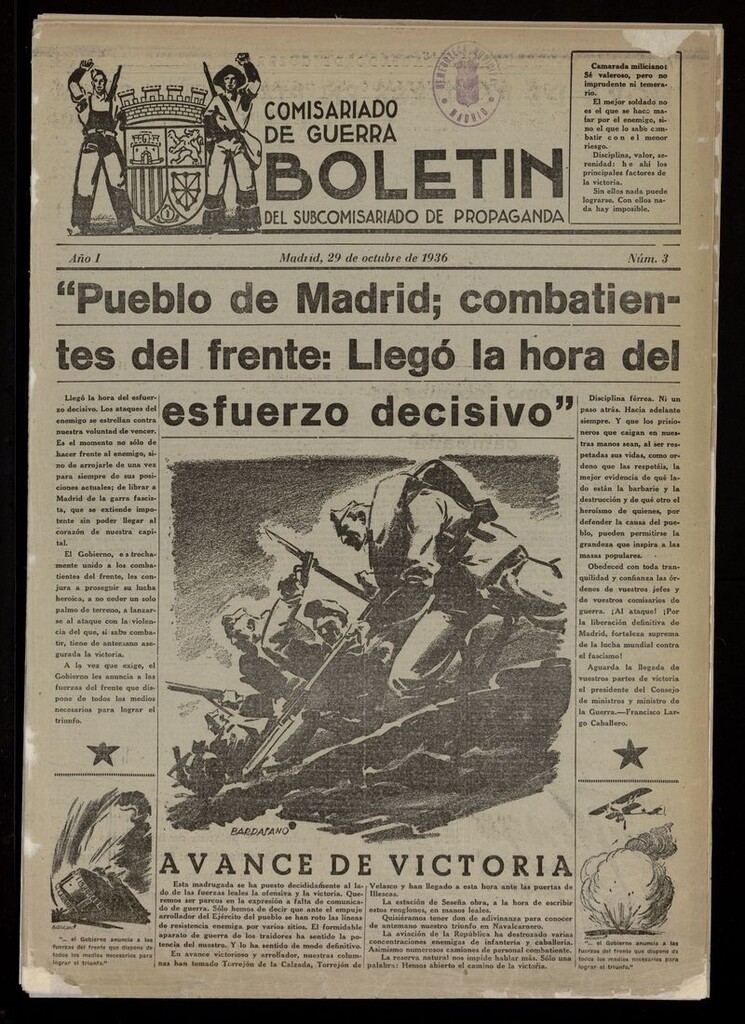 COMISARIADO
DE GUERRA
BOLETIN
DEL SUBCOMISARIADO DE PROPAGANDA
HEMEROTECA MUNICIPAL
MADRID
Camarada miliciano:
Sé valeroso, pero no
imprudente ni temera-
rio.
El mejor soldado no
es el que se hace ma-
tar por el enemigo, si-
no el que lo sabe com-
batir con el menor
riesgo.
Disciplina, valor, se-
renidad: he ahí los
principales factores de
la victoria.
Sin ellos nada puede
lograrse. Con ellos na-
da hay imposible.
Año I
Madrid, 29 de octubre de 1936
Núm. 3
“Pueblo de Madrid; combatien-
tes del frente: Llegó la hora del
esfuerzo decisivo”
Llegó la hora del esfuer-
zo decisivo. Los ataques del
enemigo se estrellan contra
nuestra voluntad de vencer.
Es el momento no sólo de
hacer frente al enemigo, si-
no de arrojarle de una vez
para siempre de sus posi-
ciones actuales; de librar a
Madrid de la garra fascis-
ta, que se extiende impo-
tente sin poder llegar al
corazón de nuestra capi-
tal.
El Gobierno, estrecha-
mente unido a los comba-
tientes del frente, les con-
jura a proseguir su lucha
heroica, a no ceder un solo
palmo de terreno, a lanzar-
se al ataque con la violen-
cia del que, si sabe comba-
tir, tiene de antemano ase-
gurada la victoria.
A la vez que exige, el
Gobierno les anuncia a las
fuerzas del frente que dis-
pone de todos los medios
necesarios para lograr el
triunfo.
Disciplina férrea. Ni un
paso atrás. Hacia adelante
siempre. Y que los prisio-
neros que caigan en nues-
tras manos sean, al ser res-
petadas sus vidas, como or-
deno que las respetéis, la
mejor evidencia de qué la-
do están la barbarie y la
destrucción y de qué otro el
heroísmo de quienes, por
defender la causa del pue-
blo, pueden permitirse la
grandeza que inspira a las
masas populares.
Obedeced con toda tran-
quilidad y confianza las ór-
denes de vuestros jefes y
de vuestros comisarios de
guerra. ¡Al ataque! ¡Por
la liberación definitiva de
Madrid, fortaleza suprema
de la lucha mundial contra
el fascismo!
Aguarda la llegada de
vuestros partes de victoria
el presidente del Consejo
de ministros y ministro de
la Guerra.—Francisco Lar-
go Caballero.
BARDASANO
AVANCE DE VICTORIA
Esta madrugada se ha puesto decididamente al la-
do de las fuerzas leales la ofensiva y la victoria. Que-
remos ser parcos en la expresión a falta de comunica-
do de guerra. Sólo hemos de decir que ante el empuje
arrollador del Ejército del pueblo se han roto las líneas
de resistencia enemiga por varios sitios. El formidable
aparato de guerra de los traidores ha sentido la po-
tencia del nuestro. Y lo ha sentido de modo definitivo.
En avance victorioso y arrollador, nuestras colum-
nas han tomado Torrejón de la Calzada, Torrejón de
Velasco y han llegado a esta hora ante las puertas de
Illescas.
La estación de Seseña obra, a la hora de escribir
estos renglones, en manos leales.
Quisiéramos tener don de adivinanza para conocer
de antemano nuestro triunfo en Navalcarnero.
La aviación de la República ha destrozado varias
concentraciones enemigas de infantería y caballería.
Asimismo numerosos camiones de personal combatiente.
La reserva natural nos impide hablar más. Sólo una
palabra: Hemos abierto el camino de la victoria.
"... el Gobierno anuncia a las
fuerzas del frente que dispone de
todos los medios necesarios para
lograr el triunfo."
"... el Gobierno anuncia a las
fuerzas del frente que dispone de
todos los medios necesarios para
lograr el triunfo."